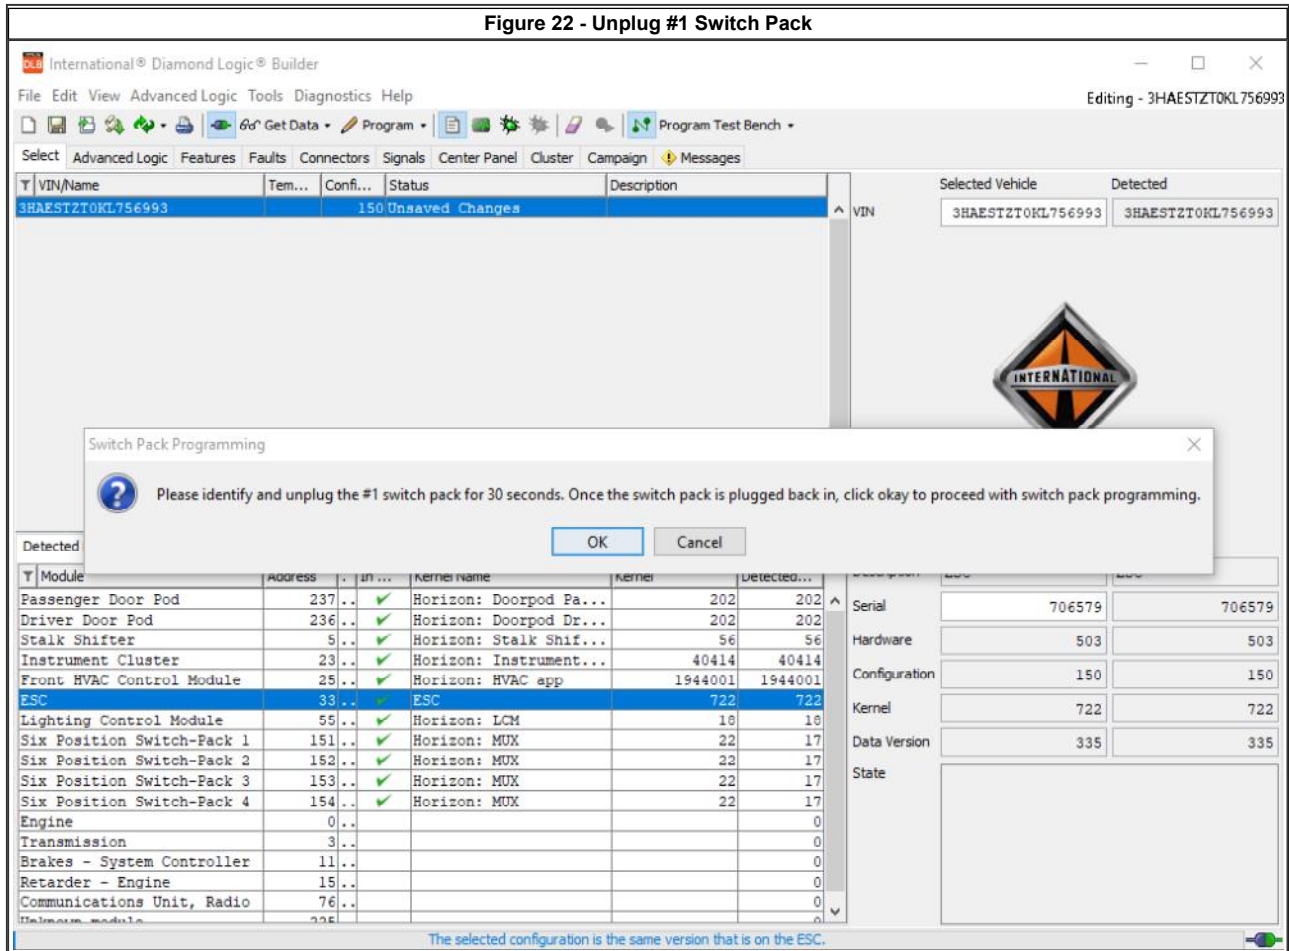 Figure 22 - Unplug #1 Switch Pack
International® Diamond Logic® Builder
File Edit View Advanced Logic Tools Diagnostics Help
Editing - 3HAESTZT0KL756993
Get Data Program Program Test Bench
Select Advanced Logic Features Faults Connectors Signals Center Panel Cluster Campaign Messages
VIN/Name Tem... Confi... Status Description
3HAESTZT0KL756993 150 Unsaved Changes
Selected Vehicle Detected
VIN 3HAESTZT0KL756993 3HAESTZT0KL756993
INTERNATIONAL
Switch Pack Programming
Please identify and unplug the #1 switch pack for 30 seconds. Once the switch pack is plugged back in, click okay to proceed with switch pack programming.
OK Cancel
Detected
Module Address . In ... Kernel Name Kernel Detected...
Passenger Door Pod 237.. Horizon: Doorpod Pa... 202 202
Driver Door Pod 236.. Horizon: Doorpod Dr... 202 202
Stalk Shifter 5.. Horizon: Stalk Shif... 56 56
Instrument Cluster 23.. Horizon: Instrument... 40414 40414
Front HVAC Control Module 25.. Horizon: HVAC app 1944001 1944001
ESC 33.. ESC 722 722
Lighting Control Module 55.. Horizon: LCM 18 18
Six Position Switch-Pack 1 151.. Horizon: MUX 22 17
Six Position Switch-Pack 2 152.. Horizon: MUX 22 17
Six Position Switch-Pack 3 153.. Horizon: MUX 22 17
Six Position Switch-Pack 4 154.. Horizon: MUX 22 17
Engine 0.. 0
Transmission 3.. 0
Brakes - System Controller 11.. 0
Retarder - Engine 15.. 0
Communications Unit, Radio 76.. 0
Serial 706579 706579
Hardware 503 503
Configuration 150 150
Kernel 722 722
Data Version 335 335
State
The selected configuration is the same version that is on the ESC.